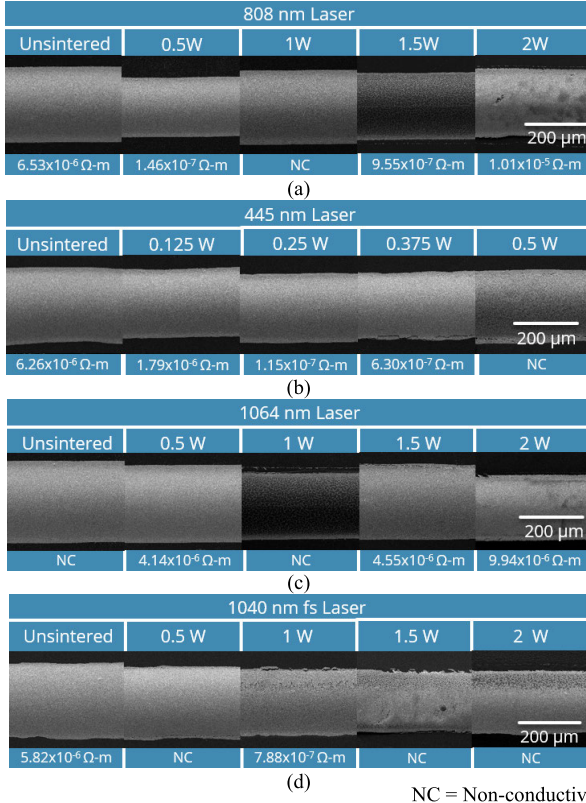 808 nm Laser
Unsintered 0.5W 1W 1.5W 2W
200 μm
6.53x10⁻⁶ Ω-m 1.46x10⁻⁷ Ω-m NC 9.55x10⁻⁷ Ω-m 1.01x10⁻⁵ Ω-m
(a)
445 nm Laser
Unsintered 0.125 W 0.25 W 0.375 W 0.5 W
200 μm
6.26x10⁻⁶ Ω-m 1.79x10⁻⁶ Ω-m 1.15x10⁻⁷ Ω-m 6.30x10⁻⁷ Ω-m NC
(b)
1064 nm Laser
Unsintered 0.5 W 1 W 1.5 W 2 W
200 μm
NC 4.14x10⁻⁶ Ω-m NC 4.55x10⁻⁶ Ω-m 9.94x10⁻⁶ Ω-m
(c)
1040 nm fs Laser
Unsintered 0.5 W 1 W 1.5 W 2 W
200 μm
5.82x10⁻⁶ Ω-m NC 7.88x10⁻⁷ Ω-m NC NC
(d)
NC = Non-conductiv